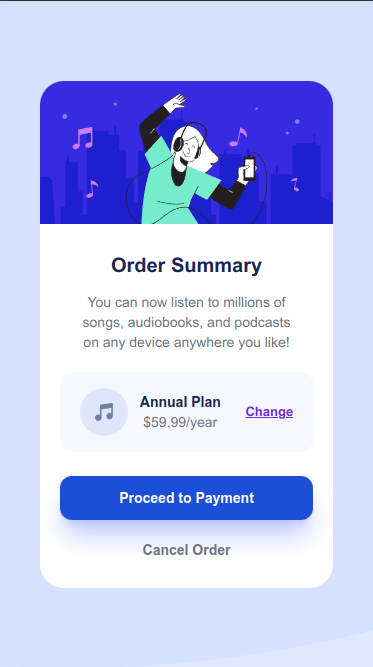 Order Summary
You can now listen to millions of
songs, audiobooks, and podcasts
on any device anywhere you like!
Annual Plan
$59.99/year
Change
Proceed to Payment
Cancel Order